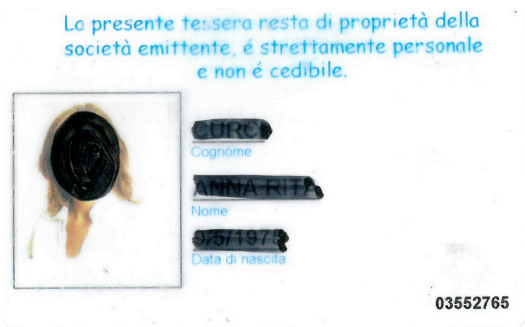 La presente tessera resta di proprietà della
società emittente, é strettamente personale
e non é cedibile.
Cognome
Nome
Data di nascita
03552765